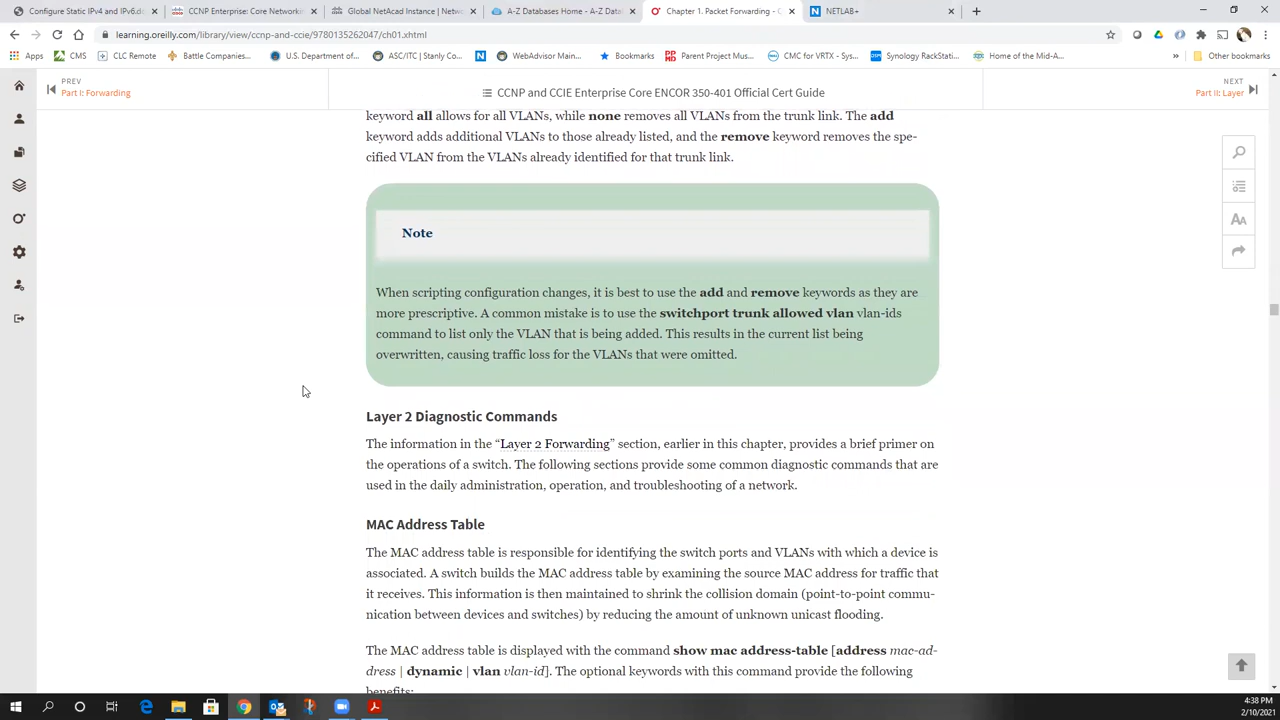 Configure Static IPv4 and IPv6.d
CCNP Enterprise: Core Networkin
Global NetAcad Instance | Netwo
A-Z Databases Home - A-Z Data
Chapter 1. Packet Forwarding - C
NETLAB+
learning.oreilly.com/library/view/ccnp-and-ccie/9780135262047/ch01.xhtml
Apps
CMS
CLC Remote
Battle Companies...
U.S. Department of...
ASC/ITC | Stanly Co...
WebAdvisor Main...
Bookmarks
Parent Project Mus...
CMC for VRTX - Sys...
Synology RackStati...
Home of the Mid-A...
»
Other bookmarks
PREV
Part I: Forwarding
CCNP and CCIE Enterprise Core ENCOR 350-401 Official Cert Guide
NEXT
Part II: Layer
keyword all allows for all VLANs, while none removes all VLANs from the trunk link. The add
keyword adds additional VLANs to those already listed, and the remove keyword removes the spe-
cified VLAN from the VLANs already identified for that trunk link.
Note
When scripting configuration changes, it is best to use the add and remove keywords as they are
more prescriptive. A common mistake is to use the switchport trunk allowed vlan vlan-ids
command to list only the VLAN that is being added. This results in the current list being
overwritten, causing traffic loss for the VLANs that were omitted.
Layer 2 Diagnostic Commands
The information in the “Layer 2 Forwarding” section, earlier in this chapter, provides a brief primer on
the operations of a switch. The following sections provide some common diagnostic commands that are
used in the daily administration, operation, and troubleshooting of a network.
MAC Address Table
The MAC address table is responsible for identifying the switch ports and VLANs with which a device is
associated. A switch builds the MAC address table by examining the source MAC address for traffic that
it receives. This information is then maintained to shrink the collision domain (point-to-point commu-
nication between devices and switches) by reducing the amount of unknown unicast flooding.
The MAC address table is displayed with the command show mac address-table [address mac-ad-
dress | dynamic | vlan vlan-id]. The optional keywords with this command provide the following
benefits:
AA
4:38 PM
2/10/2021